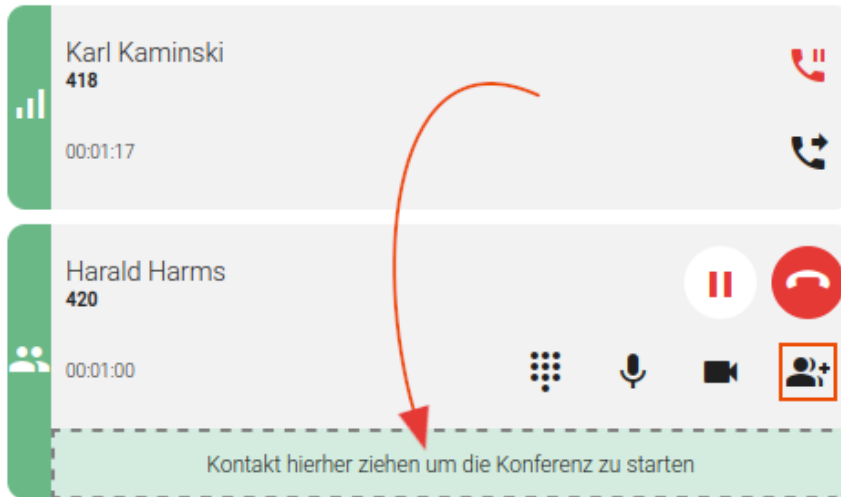 Karl Kaminski
418
00:01:17
Harald Harms
420
00:01:00
Kontakt hierher ziehen um die Konferenz zu starten